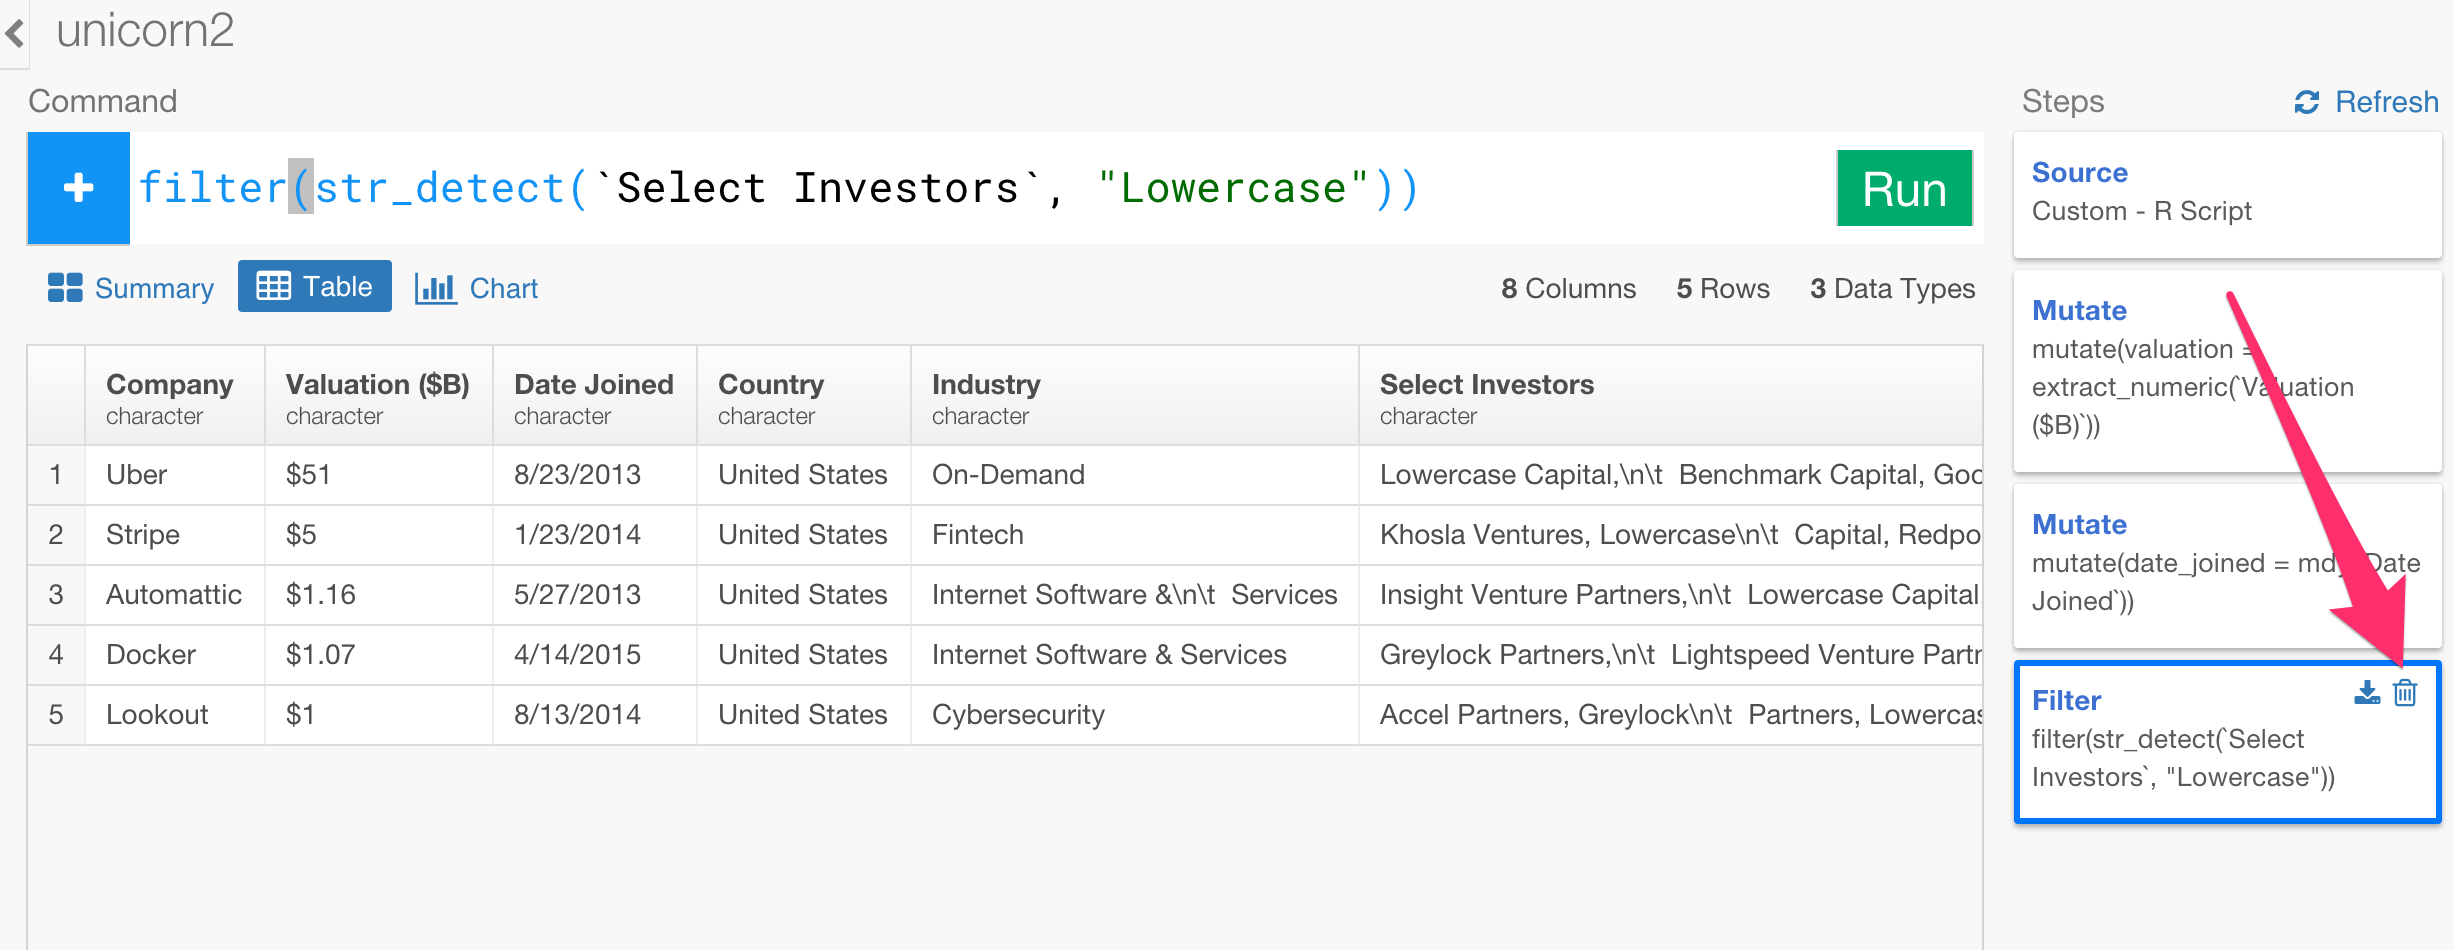 unicorn2
Command
filter(str_detect(`Select Investors`, "Lowercase"))
Run
Summary
Table
Chart
8 Columns
5 Rows
3 Data Types
Company
Valuation ($B)
Date Joined
Country
Industry
Select Investors
character
character
character
character
character
character
1 Uber $51 8/23/2013 United States On-Demand Lowercase Capital,\n\t Benchmark Capital,
2 Stripe $5 1/23/2014 United States Fintech Khosla Ventures, Lowercase\n\t Capital,
3 Automattic $1.16 5/27/2013 United States Internet Software &\n\t Services Insight Venture Partners,\n\t Lowercase Capital
4 Docker $1.07 4/14/2015 United States Internet Software & Services Greylock Partners,\n\t Lightspeed Venture
5 Lookout $1 8/13/2014 United States Cybersecurity Accel Partners, Greylock\n\t Partners,
Steps
Refresh
Source
Custom - R Script
Mutate
mutate(valuation =
extract_numeric(`Valuation
($B)`))
Mutate
mutate(date_joined = Date
Joined`))
Filter
filter(str_detect(`Select
Investors`, "Lowercase"))